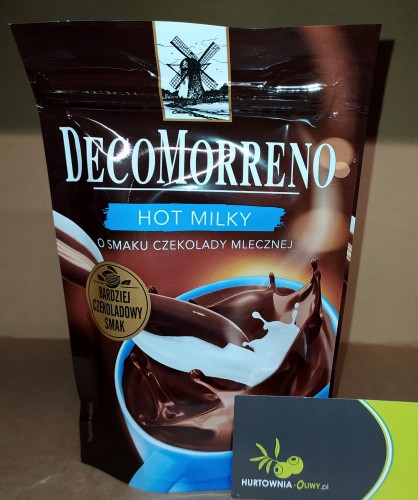 DECOMORRENO
HOT MILKY
O SMAKU CZEKOLADY MLECZNEJ
BARDZIEJ
CZEKOLADOWY
SMAK
HURTOWNIA-OLIWY.pl